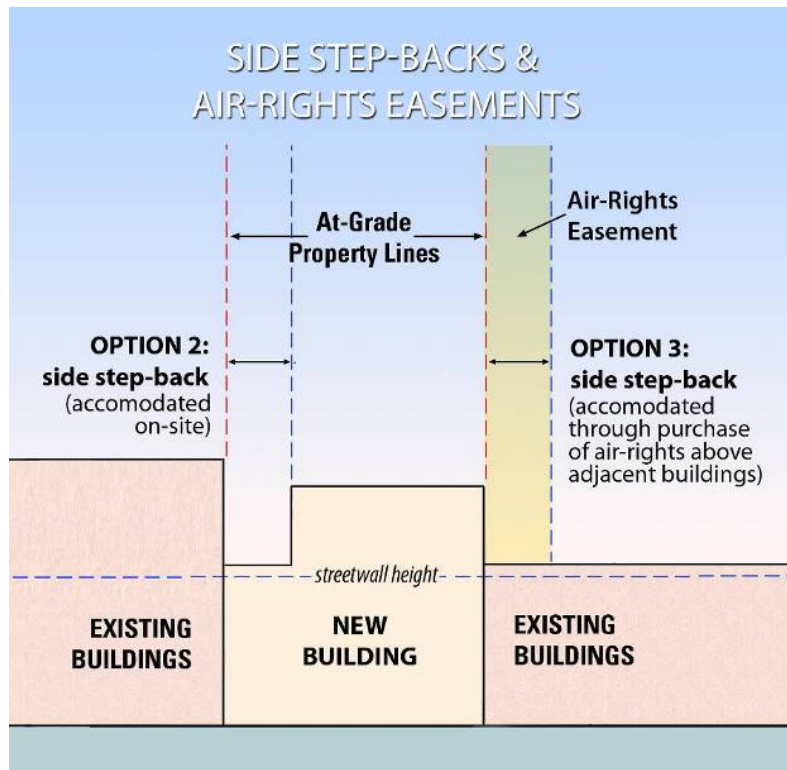 SIDE STEP-BACKS &
AIR-RIGHTS EASEMENTS
At-Grade
Property Lines
Air-Rights
Easement
OPTION 2:
side step-back
(accomodated
on-site)
OPTION 3:
side step-back
(accomodated
through purchase
of air-rights above
adjacent buildings)
streetwall height
EXISTING
BUILDINGS
NEW
BUILDING
EXISTING
BUILDINGS